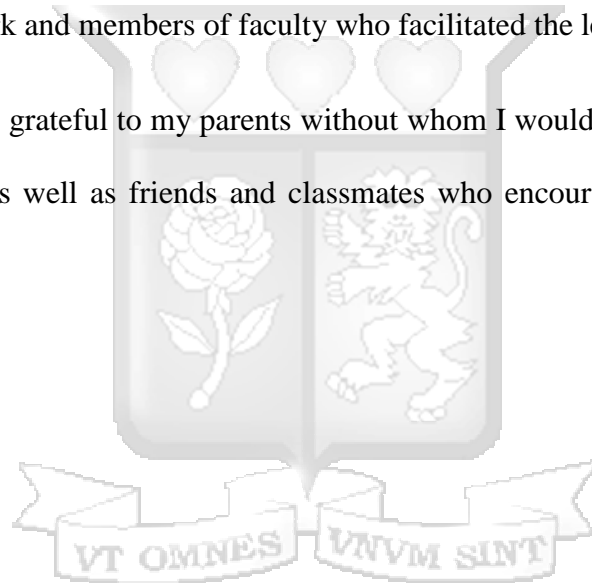 k and members of faculty who facilitated the le
grateful to my parents without whom I would
s well as friends and classmates who encour
VT OMNES VNVM SINT